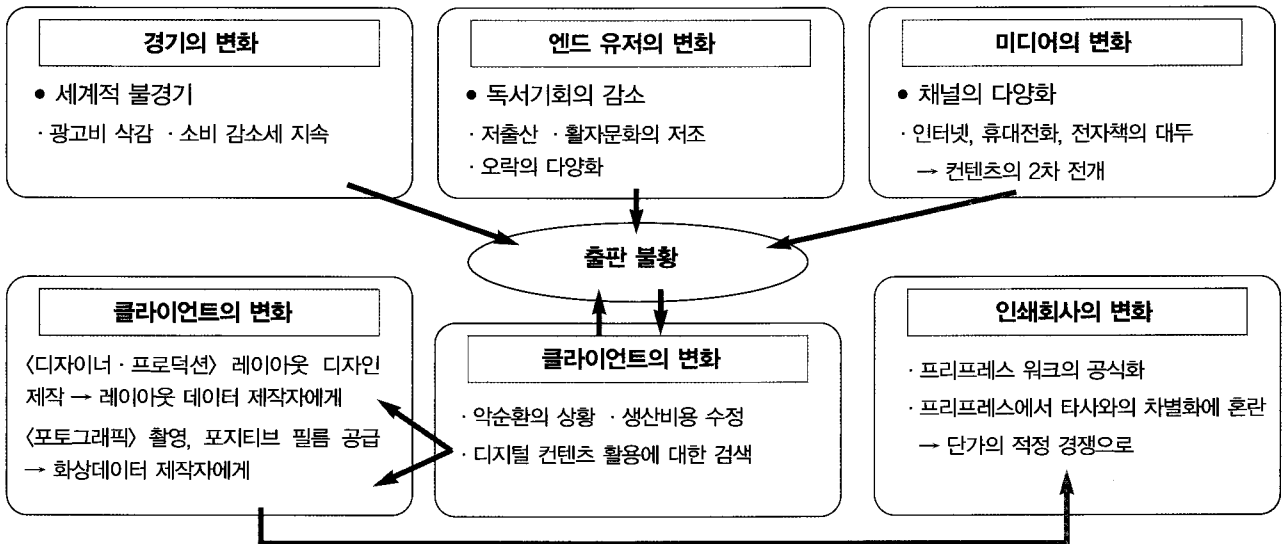 경기의 변화
● 세계적 불경기
· 광고비 삭감 · 소비 감소세 지속
엔드 유저의 변화
● 독서기회의 감소
· 저출산 · 활자문화의 저조
· 오락의 다양화
미디어의 변화
● 채널의 다양화
· 인터넷, 휴대전화, 전자책의 대두
→ 컨텐츠의 2차 전개
출판 불황
클라이언트의 변화
〈디자이너 · 프로덕션〉 레이아웃 디자인
제작 → 레이아웃 데이터 제작자에게
〈포토그래픽〉 촬영, 포지티브 필름 공급
→ 화상데이터 제작자에게
클라이언트의 변화
· 악순환의 상황 · 생산비용 수정
· 디지털 컨텐츠 활용에 대한 검색
인쇄회사의 변화
· 프리프레스 워크의 공식화
· 프리프레스에서 타사와의 차별화에 혼란
→ 단가의 적정 경쟁으로